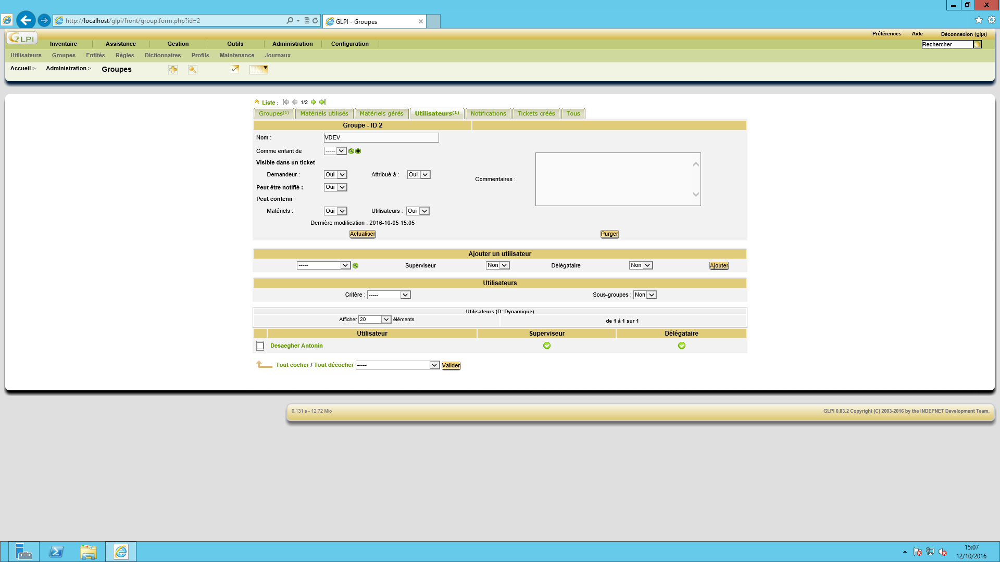 http://localhost/glpi/front/group.form.php?id=2
GLPI - Groupes
GLPI
Préférences Aide Déconnexion (glpi)
Inventaire Assistance Gestion Outils Administration Configuration
Rechercher
Utilisateurs Groupes Entités Règles Dictionnaires Profils Maintenance Journaux
Accueil > Administration > Groupes
Liste : 1/2
Groupes(1) Matériels utilisés Matériels gérés Utilisateurs(1) Notifications Tickets créés Tous
Groupe - ID 2
Nom : VDEV
Comme enfant de -----
Visible dans un ticket
Demandeur : Oui Attribué à : Oui
Commentaires :
Peut être notifié : Oui
Peut contenir
Matériels : Oui Utilisateurs : Oui
Dernière modification : 2016-10-05 15:05
Actualiser Purger
Ajouter un utilisateur
----- Superviseur Non Délégataire Non Ajouter
Utilisateurs
Critère : ----- Sous-groupes : Non
Utilisateurs (D=Dynamique)
Afficher 20 éléments de 1 à 1 sur 1
Utilisateur Superviseur Délégataire
Desaegher Antonin
Tout cocher / Tout décocher ----- Valider
0.131 s - 12.72 Mio GLPI 0.83.2 Copyright (C) 2003-2016 by the INDEPNET Development Team.
15:07
12/10/2016